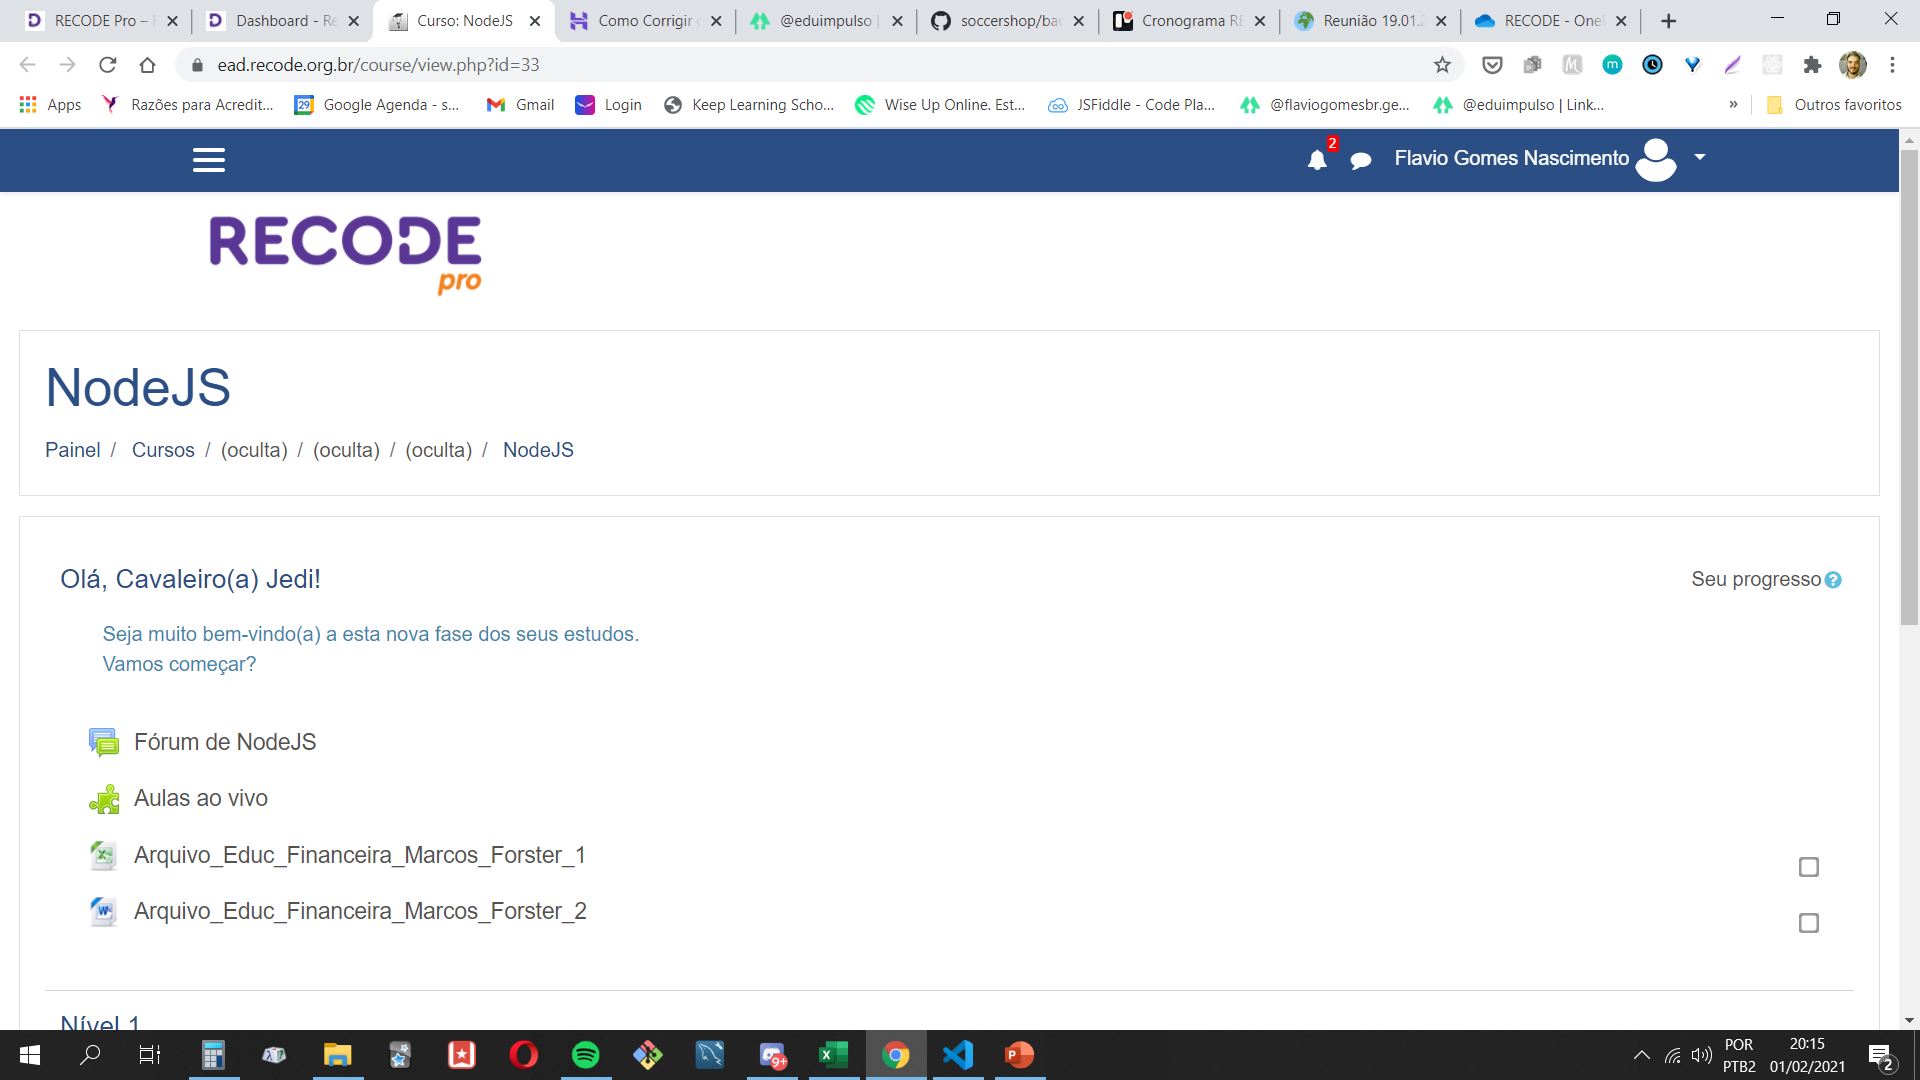 RECODE Pro –
Dashboard - Re
Curso: NodeJS
Como Corrigir
@eduimpulso |
soccershop/bac
Cronograma RE
Reunião 19.01.2
RECODE - One
ead.recode.org.br/course/view.php?id=33
Apps
Razões para Acredit...
29
Google Agenda - s...
Gmail
Login
Keep Learning Scho...
Wise Up Online. Est...
JSFiddle - Code Pla...
@flaviogomesbr.ge...
@eduimpulso | Link...
»
Outros favoritos
2
Flavio Gomes Nascimento
RECODE
pro
NodeJS
Painel / Cursos / (oculta) / (oculta) / (oculta) / NodeJS
Olá, Cavaleiro(a) Jedi!
Seu progresso
Seja muito bem-vindo(a) a esta nova fase dos seus estudos.
Vamos começar?
Fórum de NodeJS
Aulas ao vivo
Arquivo_Educ_Financeira_Marcos_Forster_1
Arquivo_Educ_Financeira_Marcos_Forster_2
Nível 1
9+
POR
PTB2
20:15
01/02/2021
2